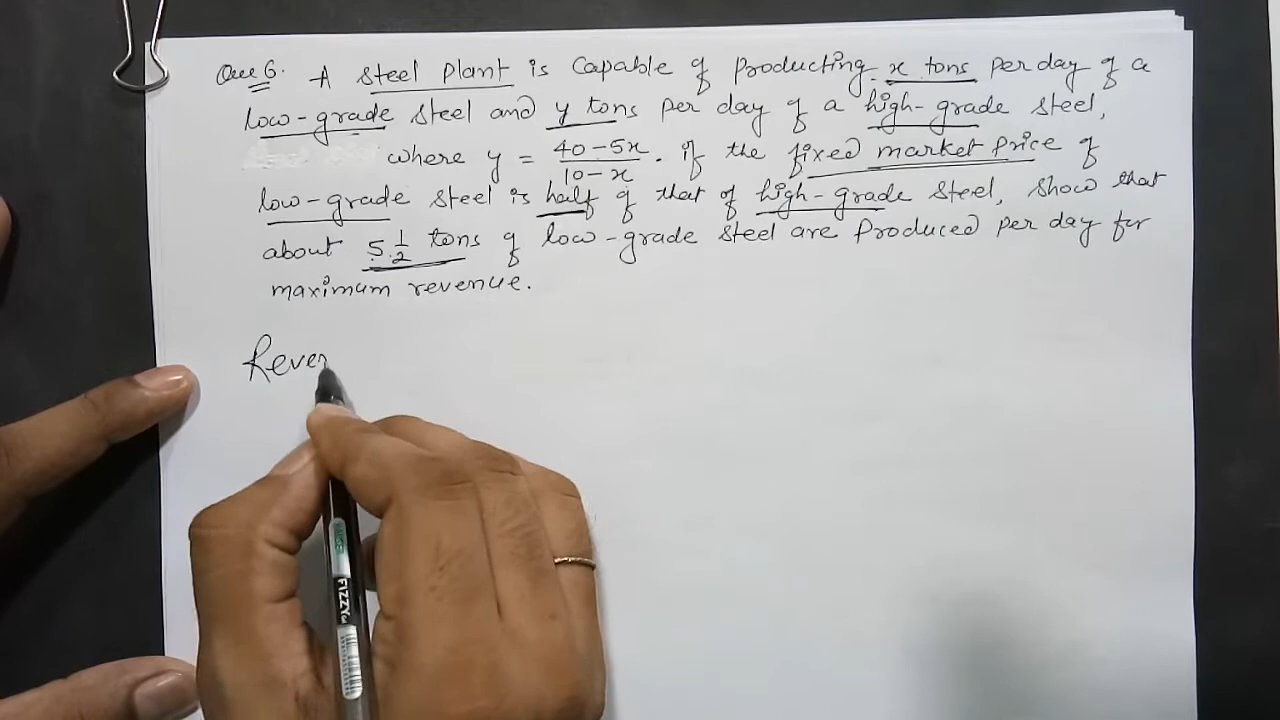 Que 6. A steel plant is capable of producting x tons per day of a
low-grade steel and y tons per day of a high-grade steel,
where y = (40-5x)/(10-x). if the fixed market price of
low-grade steel is half of that of high-grade steel, show that
about 5 1/2 tons of low-grade steel are produced per day for
maximum revenue.
Reven
FIZZY